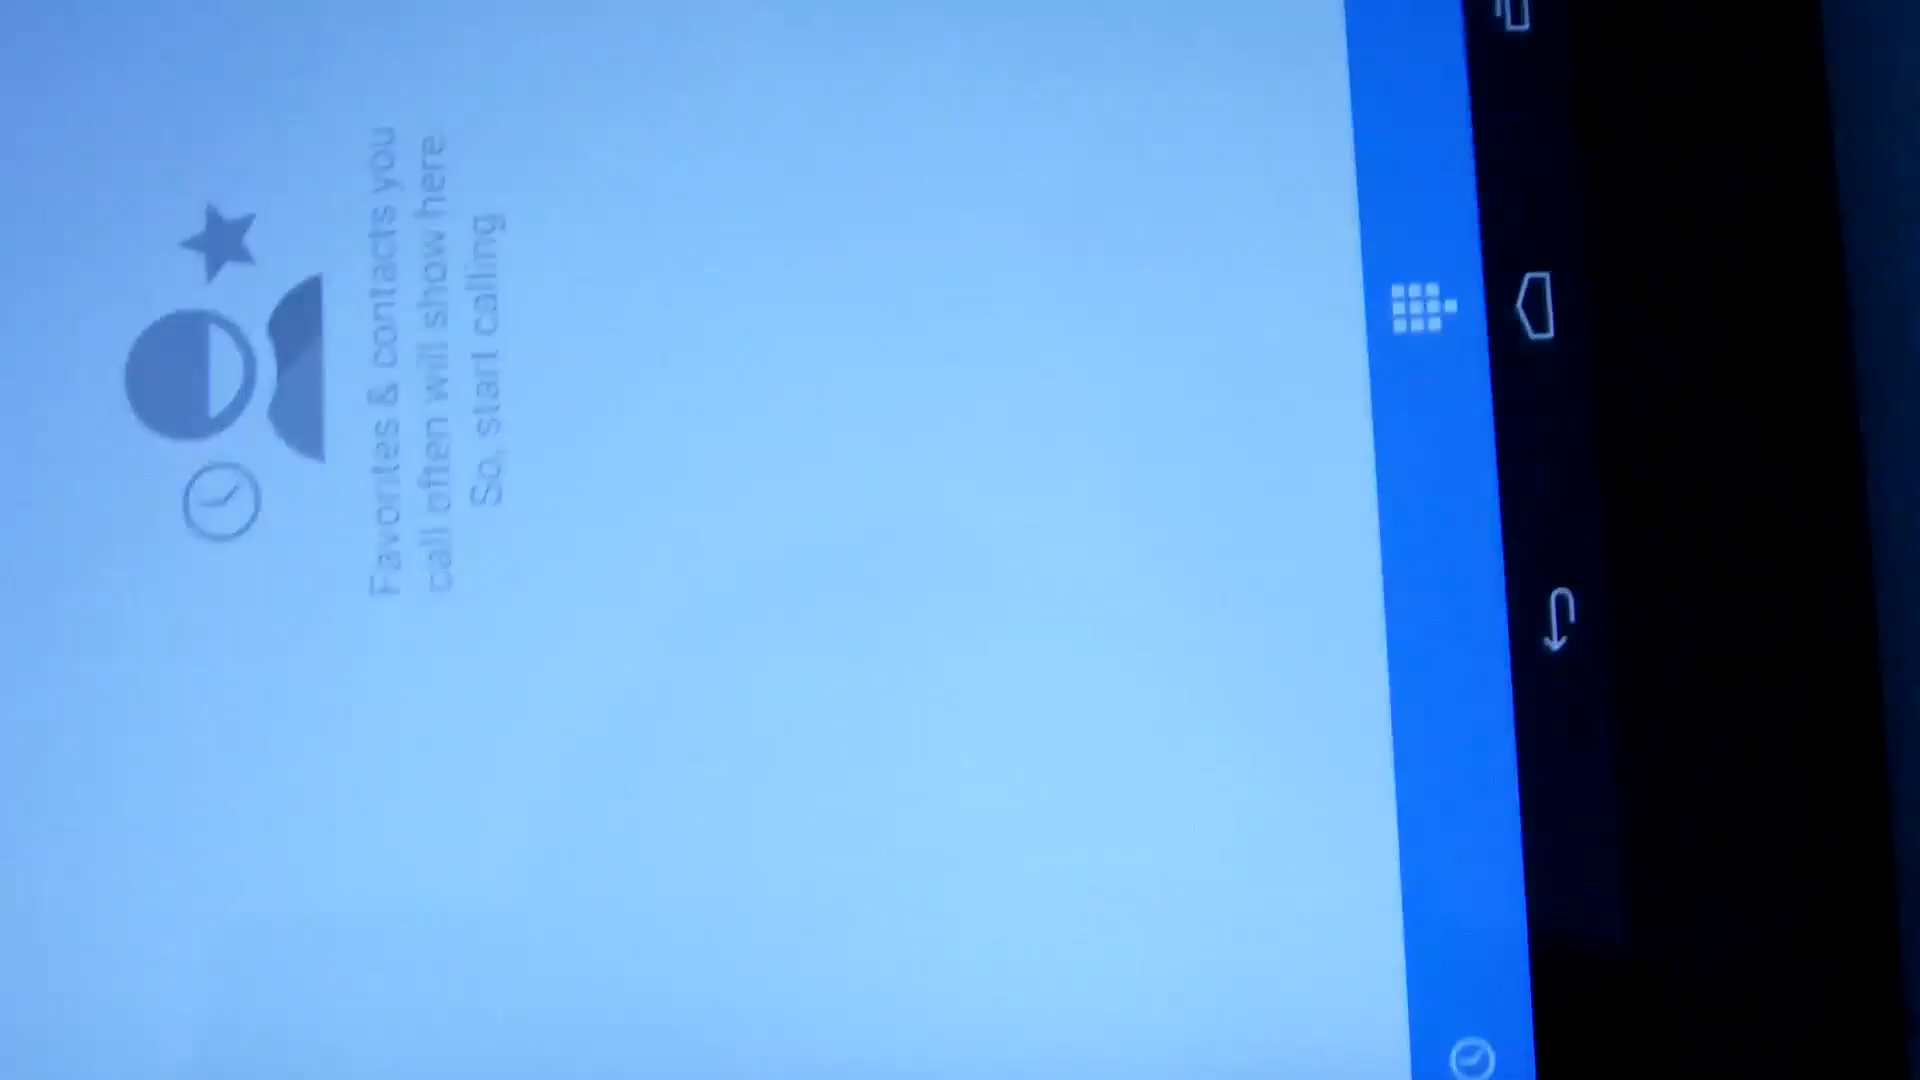 Favorites & contacts you
call often will show here
So, start calling